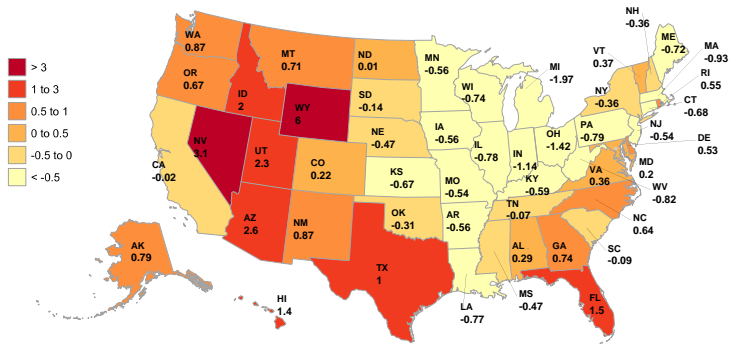 > 3
1 to 3
0.5 to 1
0 to 0.5
-0.5 to 0
< -0.5
WA
0.87
OR
0.67
CA
-0.02
NV
3.1
ID
2
MT
0.71
WY
6
UT
2.3
AZ
2.6
CO
0.22
NM
0.87
ND
0.01
SD
-0.14
NE
-0.47
KS
-0.67
OK
-0.31
TX
1
MN
-0.56
IA
-0.56
MO
-0.54
AR
-0.56
LA
-0.77
WI
-0.74
IL
-0.78
MI
-1.97
IN
-1.14
OH
-1.42
KY
-0.59
TN
-0.07
MS
-0.47
AL
0.29
GA
0.74
FL
1.5
SC
-0.09
NC
0.64
WV
-0.82
VA
0.36
MD
0.2
DE
0.53
PA
-0.79
NJ
-0.54
NY
-0.36
CT
-0.68
RI
0.55
MA
-0.93
VT
0.37
NH
-0.36
ME
-0.72
AK
0.79
HI
1.4